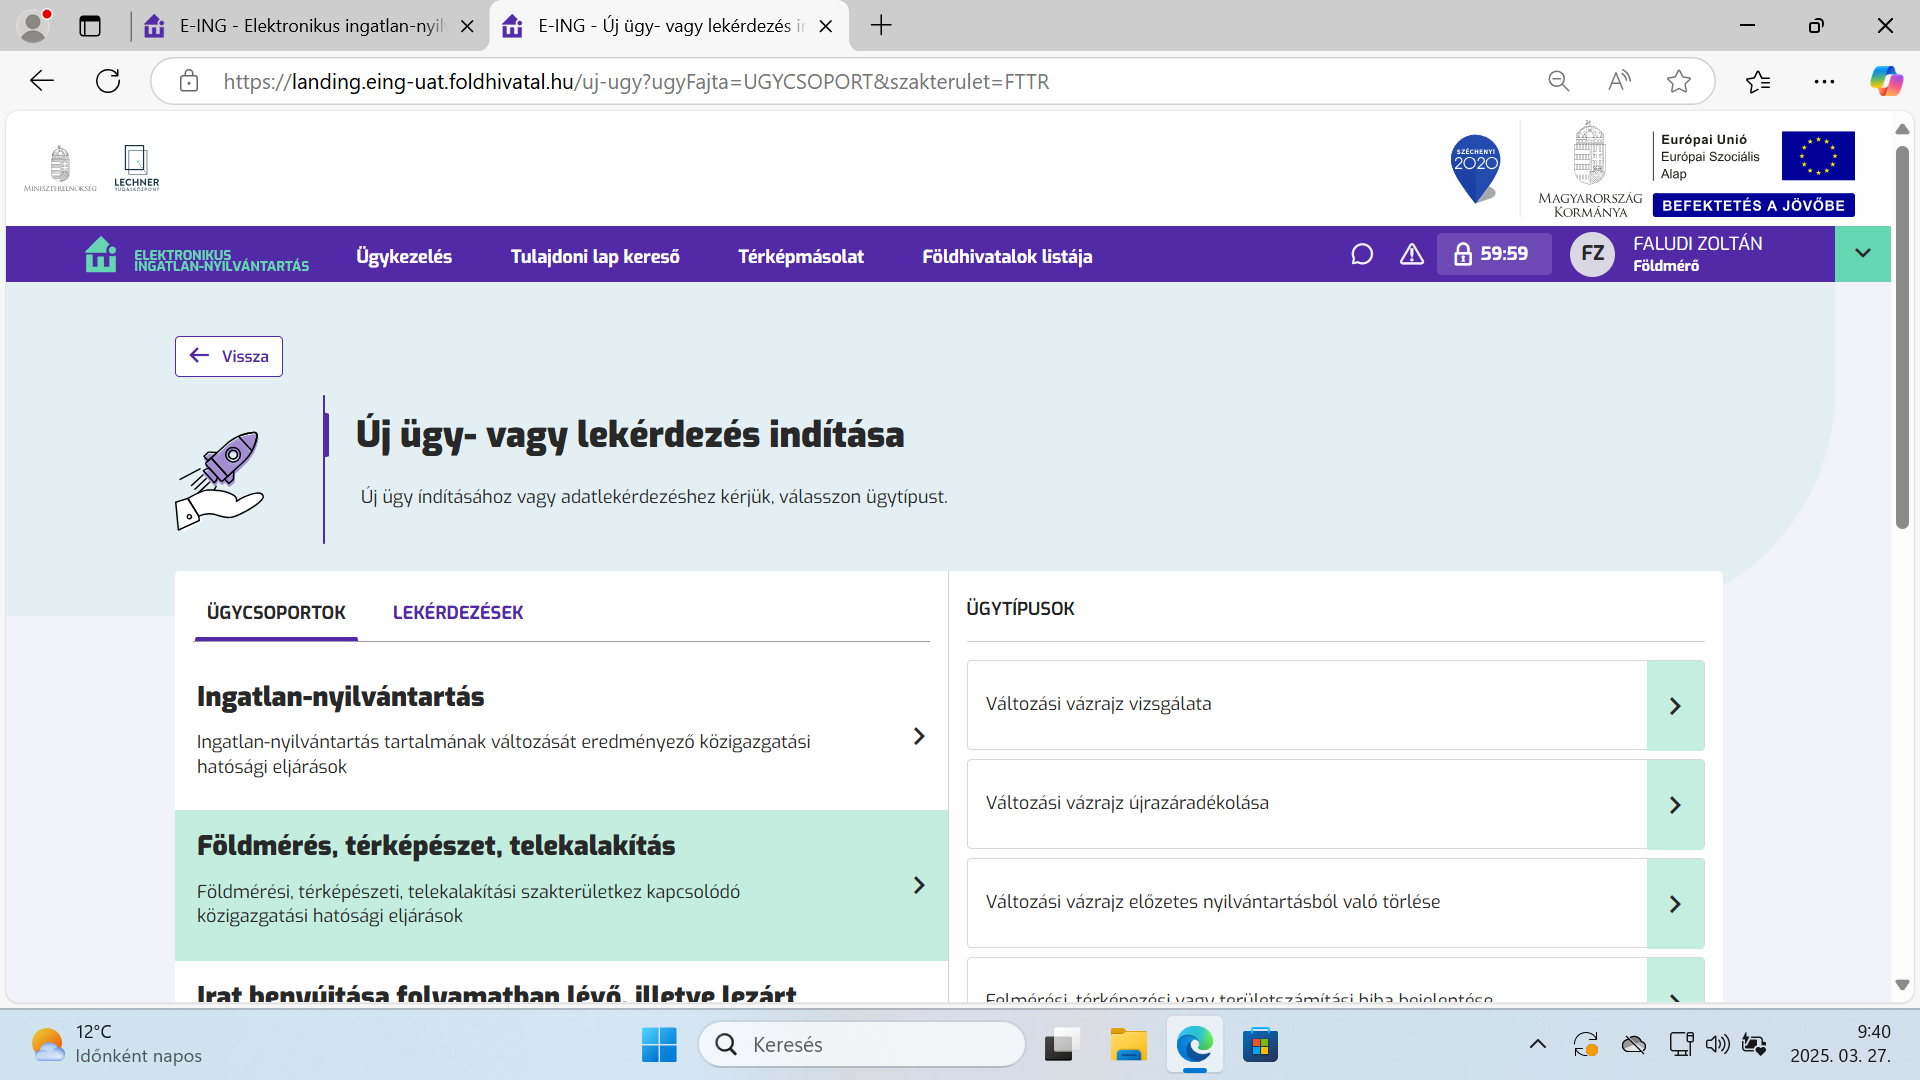 E-ING - Elektronikus ingatlan-nyil
E-ING - Új ügy- vagy lekérdezés i
https://landing.eing-uat.foldhivatal.hu/uj-ugy?ugyFajta=UGYCSOPORT&szakterulet=FTTR
MINISZTERELNÖKSÉG
LECHNER
TUDÁSKÖZPONT
SZÉCHENYI
2020
MAGYARORSZÁG
KORMÁNYA
Európai Unió
Európai Szociális
Alap
BEFEKTETÉS A JÖVŐBE
ELEKTRONIKUS
INGATLAN-NYILVÁNTARTÁS
Ügykezelés
Tulajdoni lap kereső
Térképmásolat
Földhivatalok listája
59:59
FZ
FALUDI ZOLTÁN
Földmérő
Vissza
Új ügy- vagy lekérdezés indítása
Új ügy índításához vagy adatlekérdezéshez kérjük, válasszon ügytípust.
ÜGYCSOPORTOK
LEKÉRDEZÉSEK
Ingatlan-nyilvántartás
Ingatlan-nyilvántartás tartalmának változását eredményező közigazgatási
hatósági eljárások
Földmérés, térképészet, telekalakítás
Földmérési, térképészeti, telekalakítási szakterületkez kapcsolódó
közigazgatási hatósági eljárások
Irat benyújtása folyamatban lévő, illetve lezárt
ÜGYTÍPUSOK
Változási vázrajz vizsgálata
Változási vázrajz újrazáradékolása
Változási vázrajz előzetes nyilvántartásból való törlése
Felmérési, térképezési vagy területszámítási hiba bejelentése
12°C
Időnként napos
Keresés
9:40
2025. 03. 27.